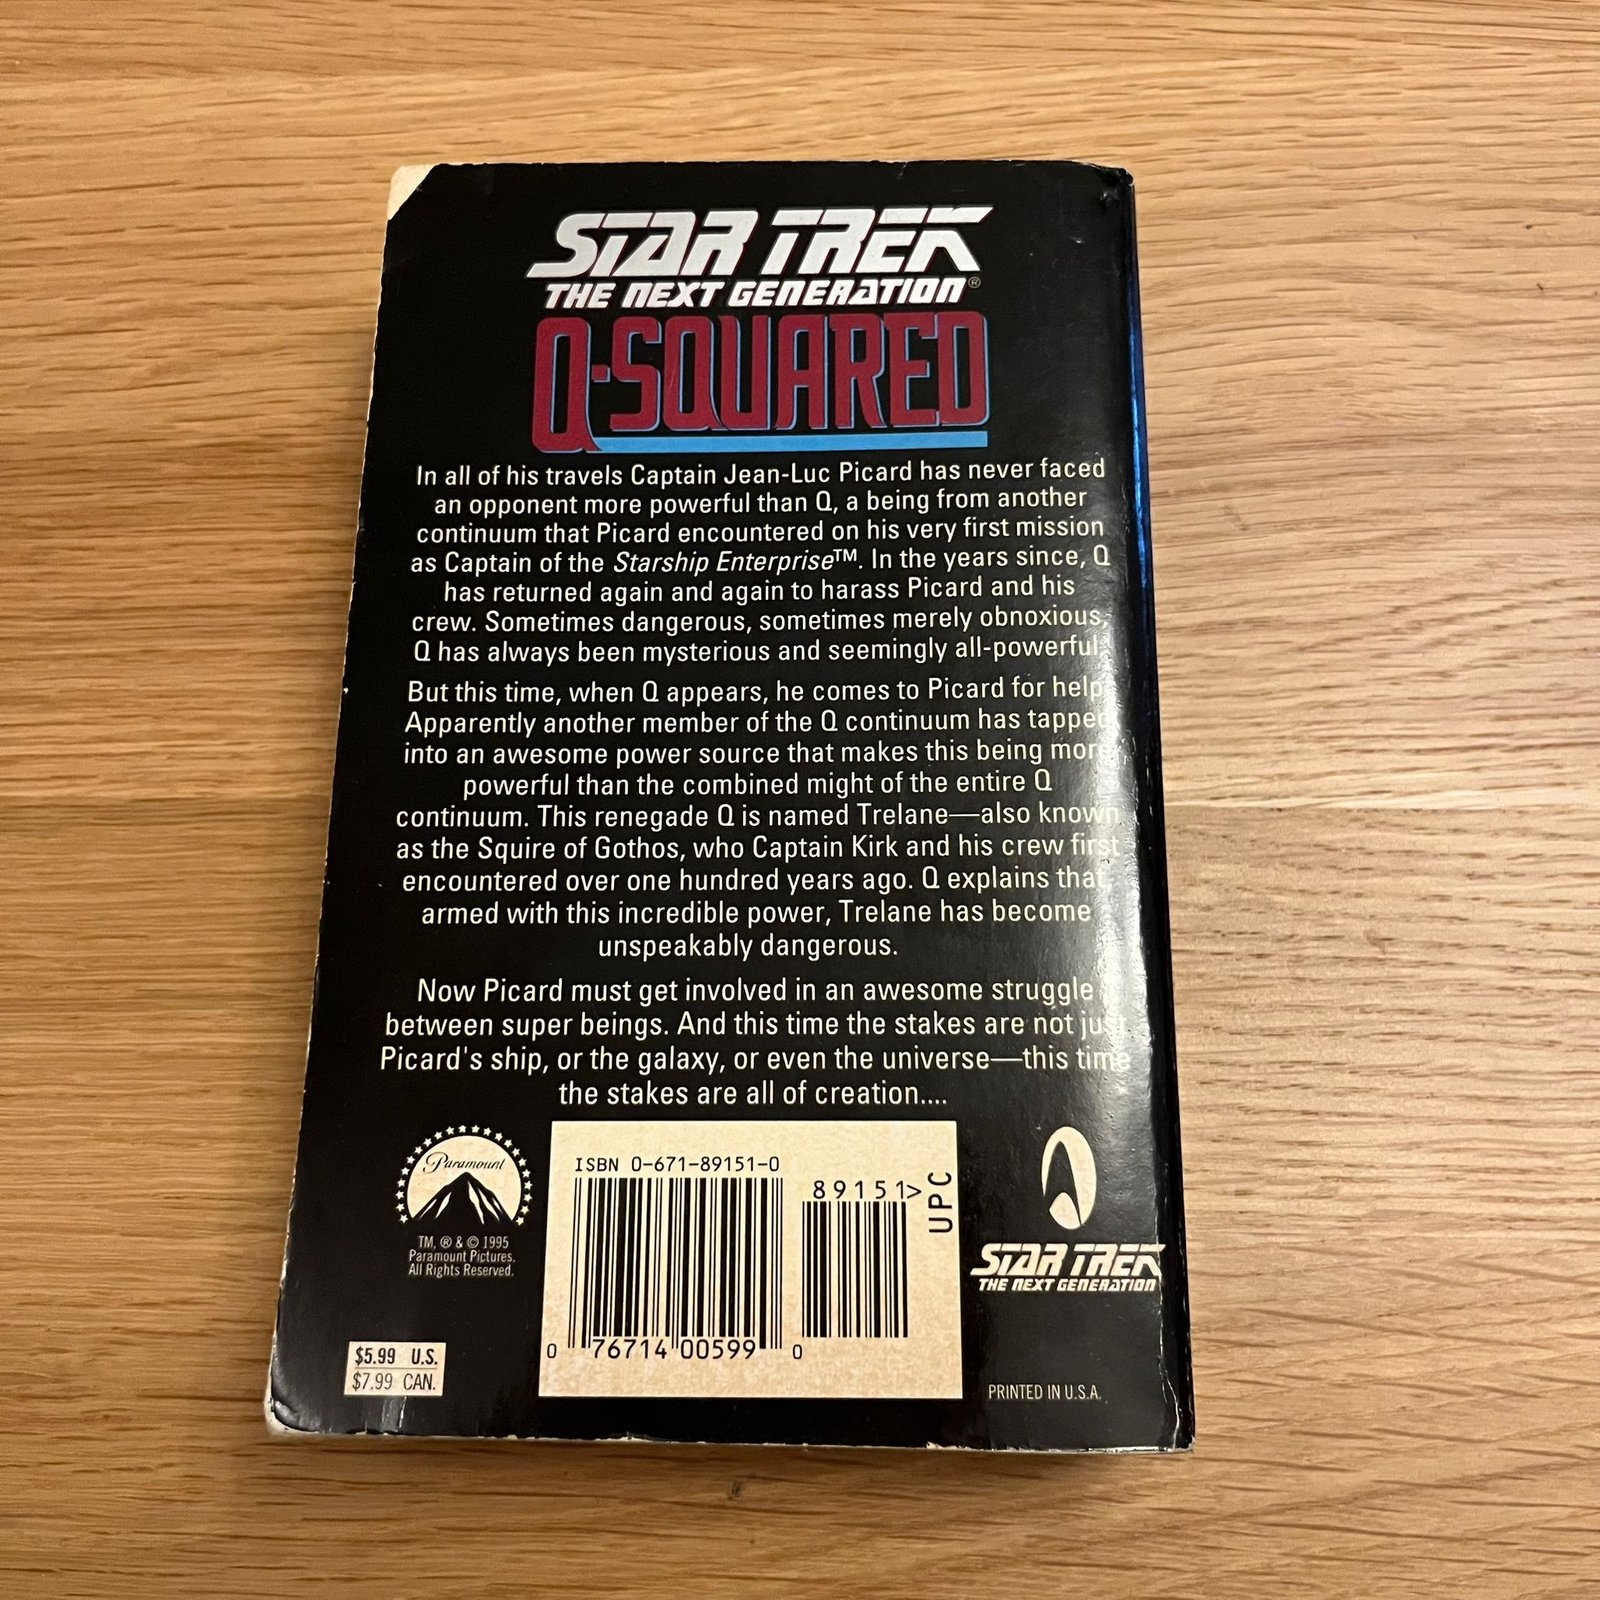 STAR TREK
THE NEXT GENERATION®
Q-SQUARED
In all of his travels Captain Jean-Luc Picard has never faced
an opponent more powerful than Q, a being from another
continuum that Picard encountered on his very first mission
as Captain of the Starship Enterprise™. In the years since, Q
has returned again and again to harass Picard and his
crew. Sometimes dangerous, sometimes merely obnoxious,
Q has always been mysterious and seemingly all-powerful.
But this time, when Q appears, he comes to Picard for help.
Apparently another member of the Q continuum has tapped
into an awesome power source that makes this being more
powerful than the combined might of the entire Q
continuum. This renegade Q is named Trelane—also known
as the Squire of Gothos, who Captain Kirk and his crew first
encountered over one hundred years ago. Q explains that,
armed with this incredible power, Trelane has become
unspeakably dangerous.
Now Picard must get involved in an awesome struggle
between super beings. And this time the stakes are not just
Picard's ship, or the galaxy, or even the universe—this time
the stakes are all of creation....
Paramount
TM, ® & © 1995
Paramount Pictures.
All Rights Reserved.
$5.99 U.S.
$7.99 CAN.
ISBN 0-671-89151-0
89151>
UPC
0 76714 00599 0
STAR TREK
THE NEXT GENERATION
PRINTED IN U.S.A.